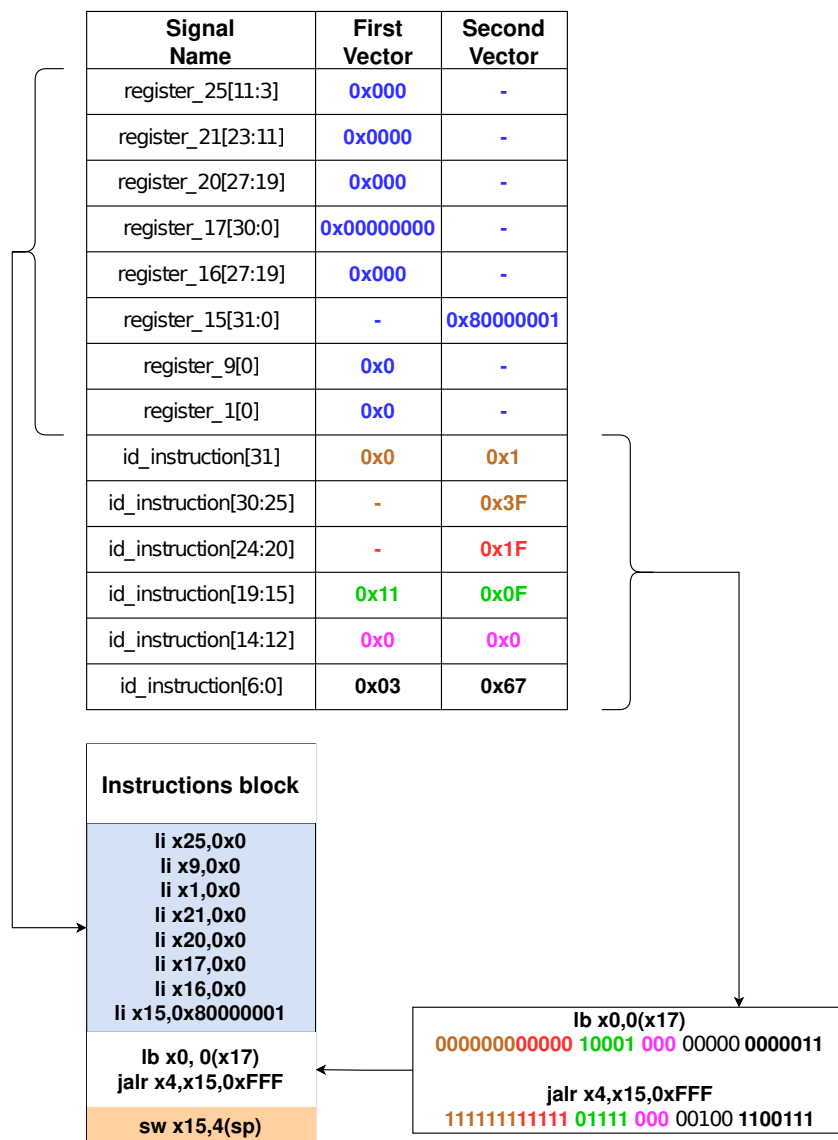 Signal Name First Vector Second Vector
register_25[11:3] 0x000 -
register_21[23:11] 0x0000 -
register_20[27:19] 0x000 -
register_17[30:0] 0x00000000 -
register_16[27:19] 0x000 -
register_15[31:0] - 0x80000001
register_9[0] 0x0 -
register_1[0] 0x0 -
id_instruction[31] 0x0 0x1
id_instruction[30:25] - 0x3F
id_instruction[24:20] - 0x1F
id_instruction[19:15] 0x11 0x0F
id_instruction[14:12] 0x0 0x0
id_instruction[6:0] 0x03 0x67
Instructions block
li x25,0x0
li x9,0x0
li x1,0x0
li x21,0x0
li x20,0x0
li x17,0x0
li x16,0x0
li x15,0x80000001
lb x0, 0(x17)
jalr x4,x15,0xFFF
sw x15,4(sp)
lb x0,0(x17)
000000000000 10001 000 00000 0000011
jalr x4,x15,0xFFF
111111111111 01111 000 00100 1100111